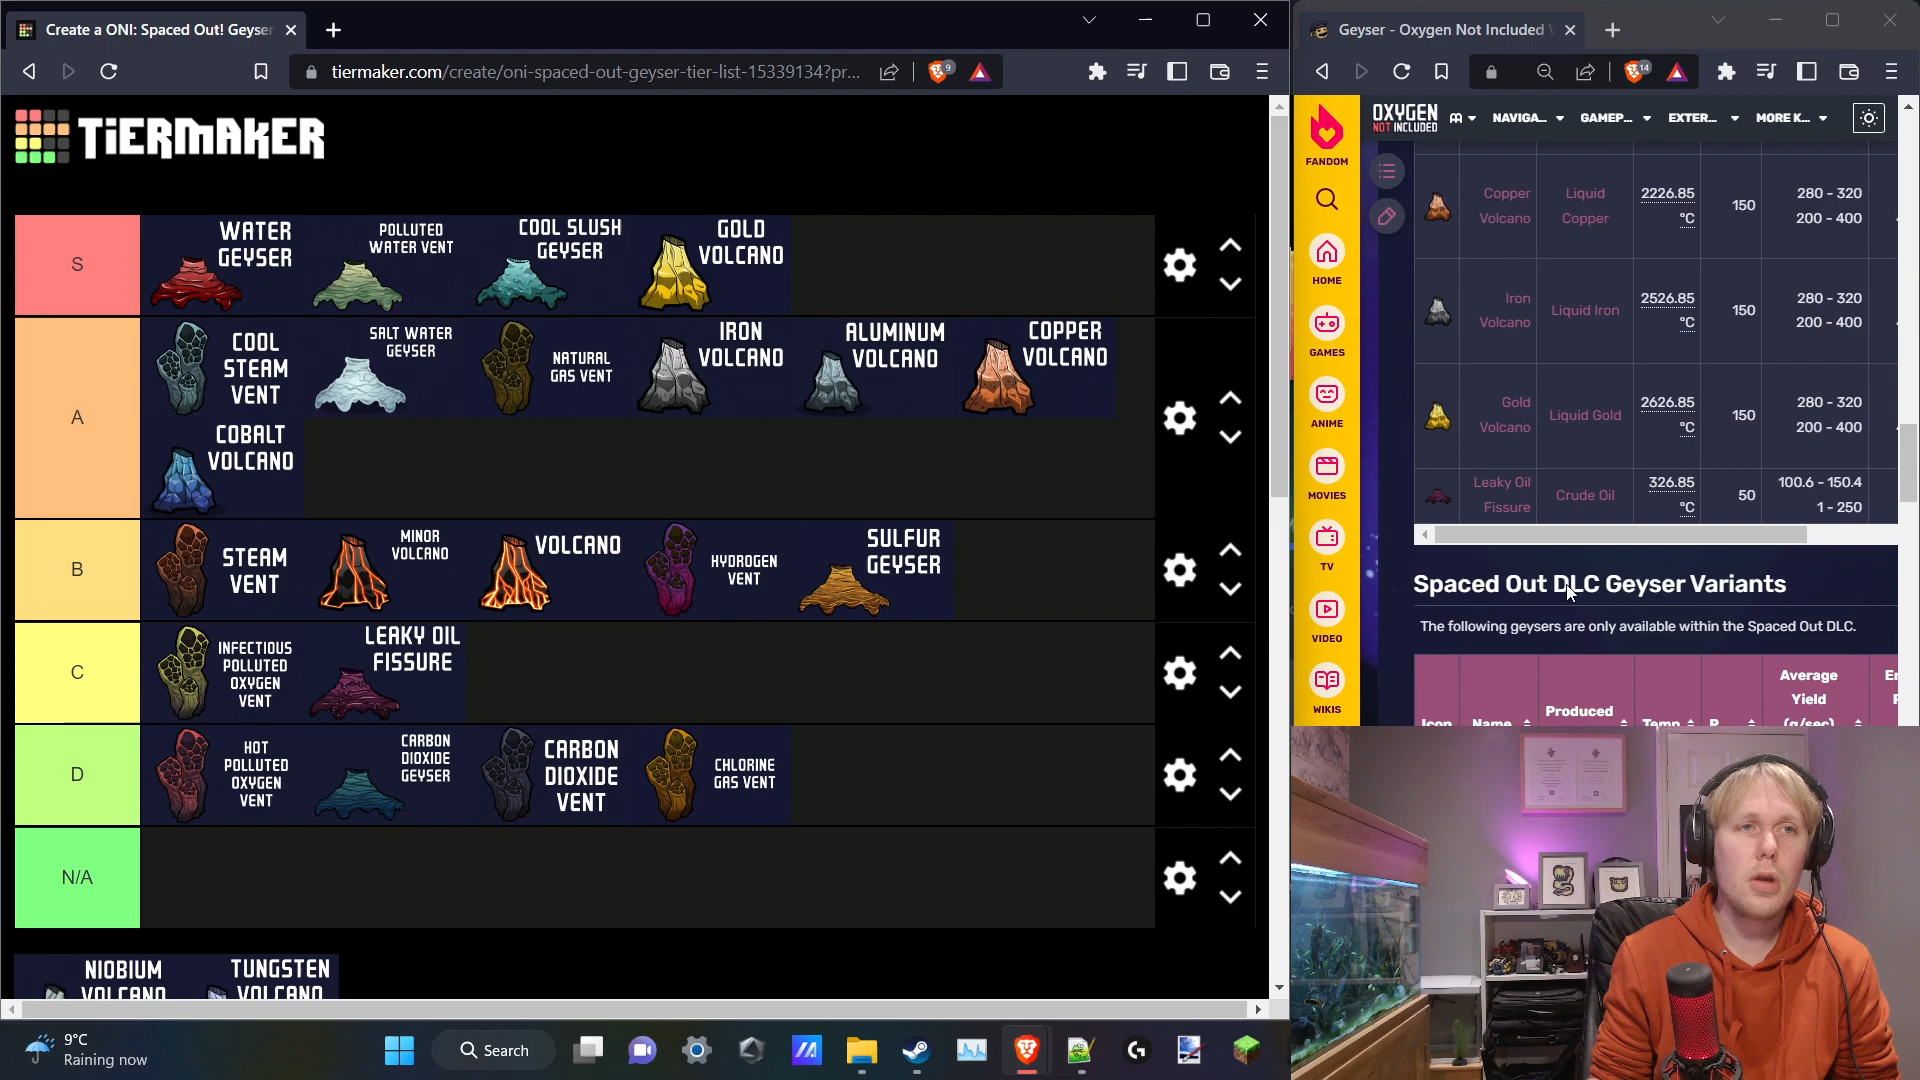 Create a ONI: Spaced Out! Geyser
tiermaker.com/create/oni-spaced-out-geyser-tier-list-15339134?pr...
9
TiERMAKER
S
WATER GEYSER
POLLUTED WATER VENT
COOL SLUSH GEYSER
GOLD VOLCANO
A
COOL STEAM VENT
SALT WATER GEYSER
NATURAL GAS VENT
IRON VOLCANO
ALUMINUM VOLCANO
COPPER VOLCANO
COBALT VOLCANO
B
STEAM VENT
MINOR VOLCANO
VOLCANO
HYDROGEN VENT
SULFUR GEYSER
C
INFECTIOUS POLLUTED OXYGEN VENT
LEAKY OIL FISSURE
D
HOT POLLUTED OXYGEN VENT
CARBON DIOXIDE GEYSER
CARBON DIOXIDE VENT
CHLORINE GAS VENT
N/A
NIOBIUM VOLCANO
TUNGSTEN VOLCANO
9°C
Raining now
Search
Geyser - Oxygen Not Included
14
FANDOM
HOME
GAMES
ANIME
MOVIES
TV
VIDEO
WIKIS
OXYGEN NOT INCLUDED
NAVIGA...
GAMEP...
EXTER...
MORE K...
Copper Volcano
Liquid Copper
2226.85 °C
150
280 - 320
200 - 400
Iron Volcano
Liquid Iron
2526.85 °C
150
280 - 320
200 - 400
Gold Volcano
Liquid Gold
2626.85 °C
150
280 - 320
200 - 400
Leaky Oil Fissure
Crude Oil
326.85 °C
50
100.6 - 150.4
1 - 250
Spaced Out DLC Geyser Variants
The following geysers are only available within the Spaced Out DLC.
Icon
Name
Produced
Temp
P...
Average Yield (g/sec)